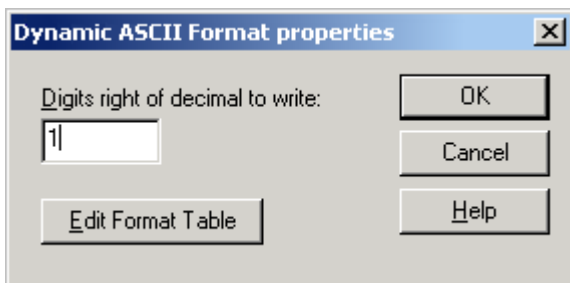 Dynamic ASCII Format properties
Digits right of decimal to write:
1
OK
Cancel
Edit Format Table
Help